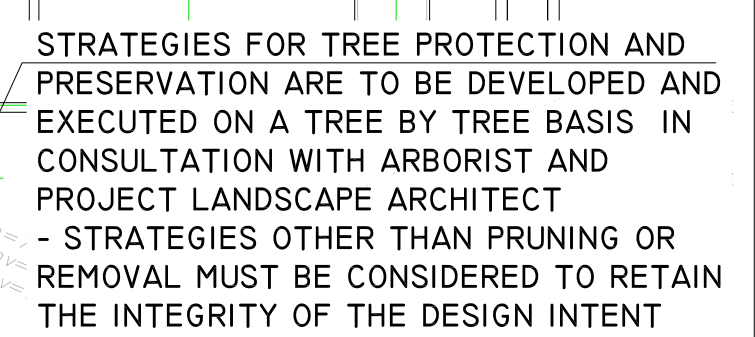 STRATEGIES FOR TREE PROTECTION AND
PRESERVATION ARE TO BE DEVELOPED AND
EXECUTED ON A TREE BY TREE BASIS  IN
CONSULTATION WITH ARBORIST AND
PROJECT LANDSCAPE ARCHITECT
- STRATEGIES OTHER THAN PRUNING OR
REMOVAL MUST BE CONSIDERED TO RETAIN
THE INTEGRITY OF THE DESIGN INTENT